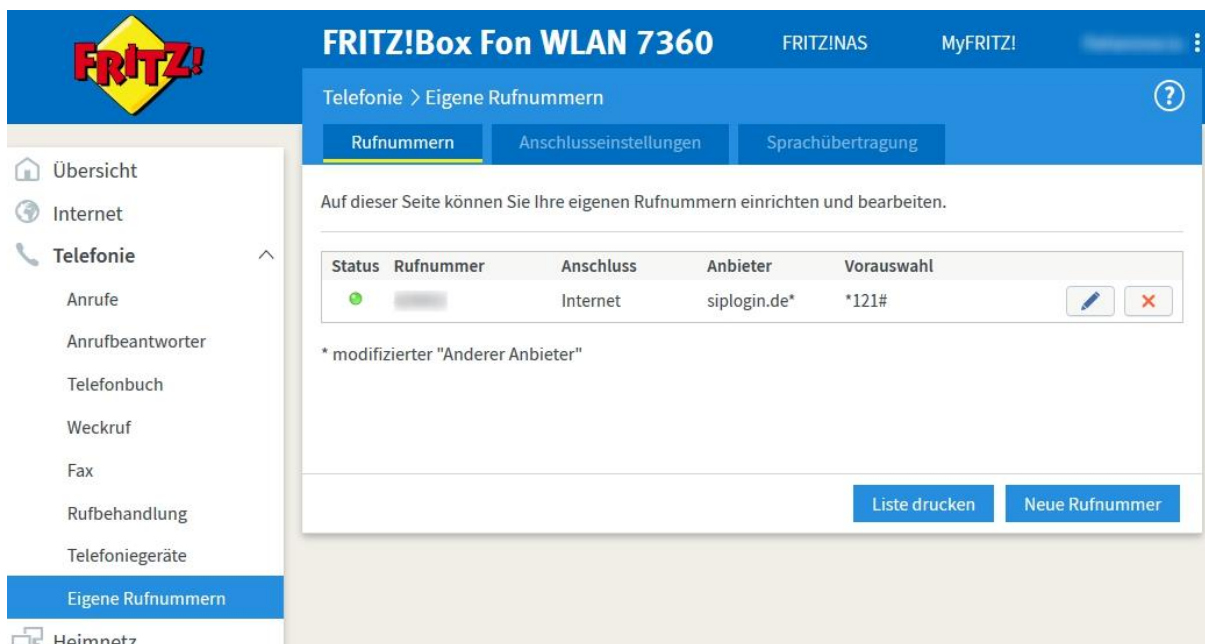 FRITZ!
FRITZ!Box Fon WLAN 7360 FRITZ!NAS MyFRITZ!
Telefonie > Eigene Rufnummern ?
Rufnummern Anschlusseinstellungen Sprachübertragung
Übersicht
Internet
Telefonie
Anrufe
Anrufbeantworter
Telefonbuch
Weckruf
Fax
Rufbehandlung
Telefoniegeräte
Eigene Rufnummern
Heimnetz
Auf dieser Seite können Sie Ihre eigenen Rufnummern einrichten und bearbeiten.
Status Rufnummer Anschluss Anbieter Vorauswahl
Internet siplogin.de* *121#
* modifizierter "Anderer Anbieter"
Liste drucken Neue Rufnummer